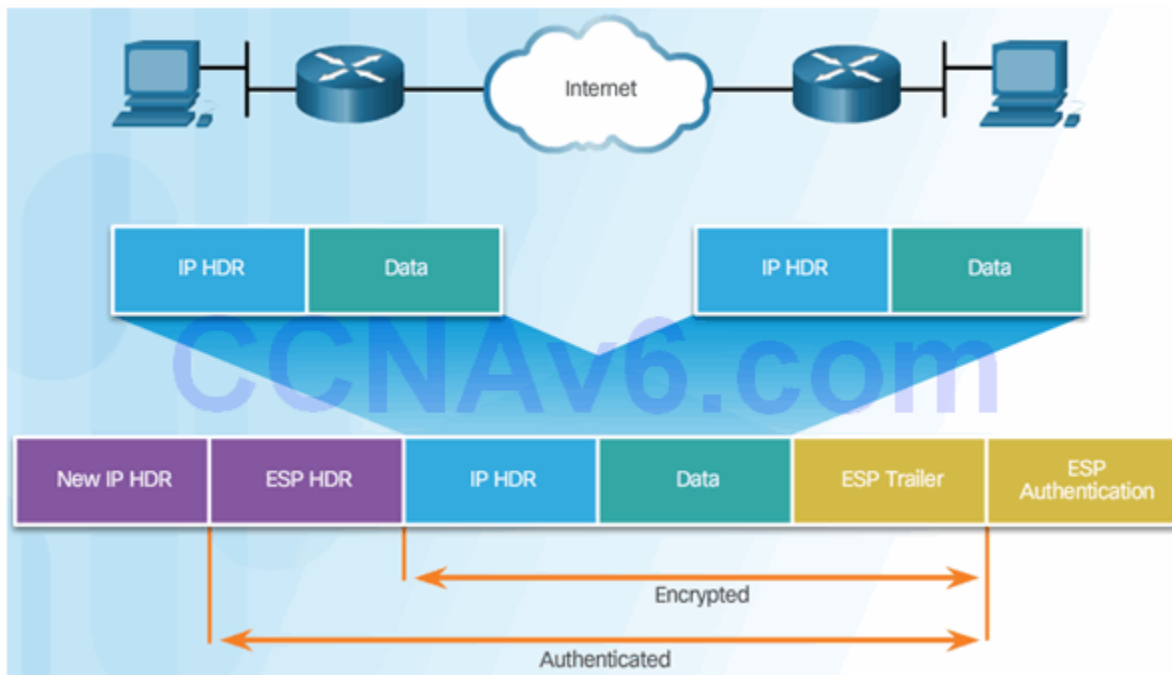 Internet
IP HDR
Data
IP HDR
Data
CCNAv6.com
New IP HDR
ESP HDR
IP HDR
Data
ESP Trailer
ESP
Authentication
Encrypted
Authenticated